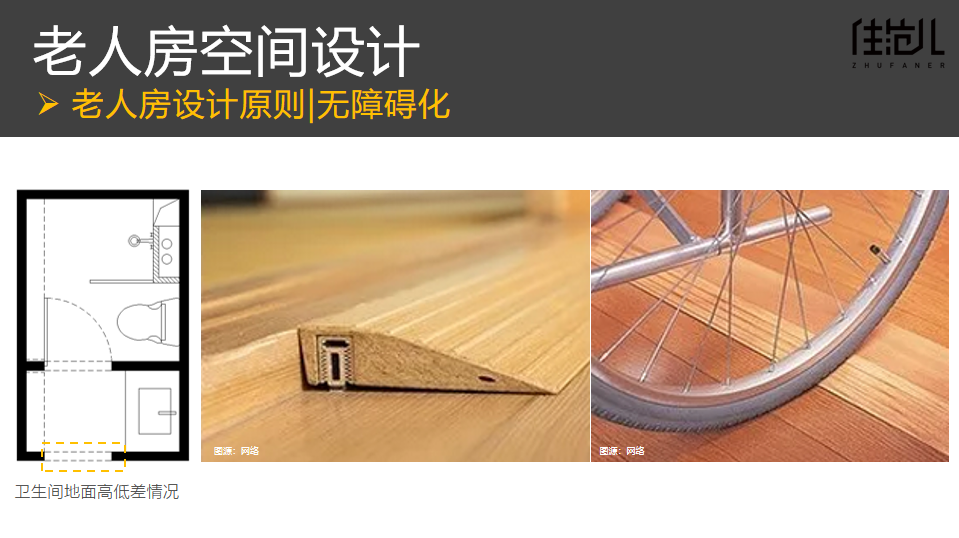 老人房空间设计
➢ 老人房设计原则|无障碍化
住范儿
ZHUFANER
图源：网络
图源：网络
卫生间地面高低差情况